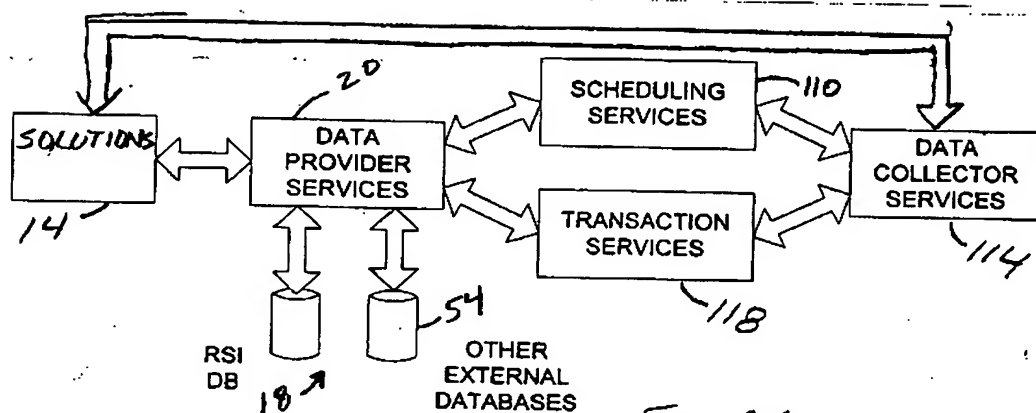 20
SCHEDULING
SERVICES
110
SOLUTIONS
DATA
PROVIDER
SERVICES
DATA
COLLECTOR
SERVICES
14
TRANSACTION
SERVICES
114
118
54
RSI
DB
18
OTHER
EXTERNAL
DATABASES